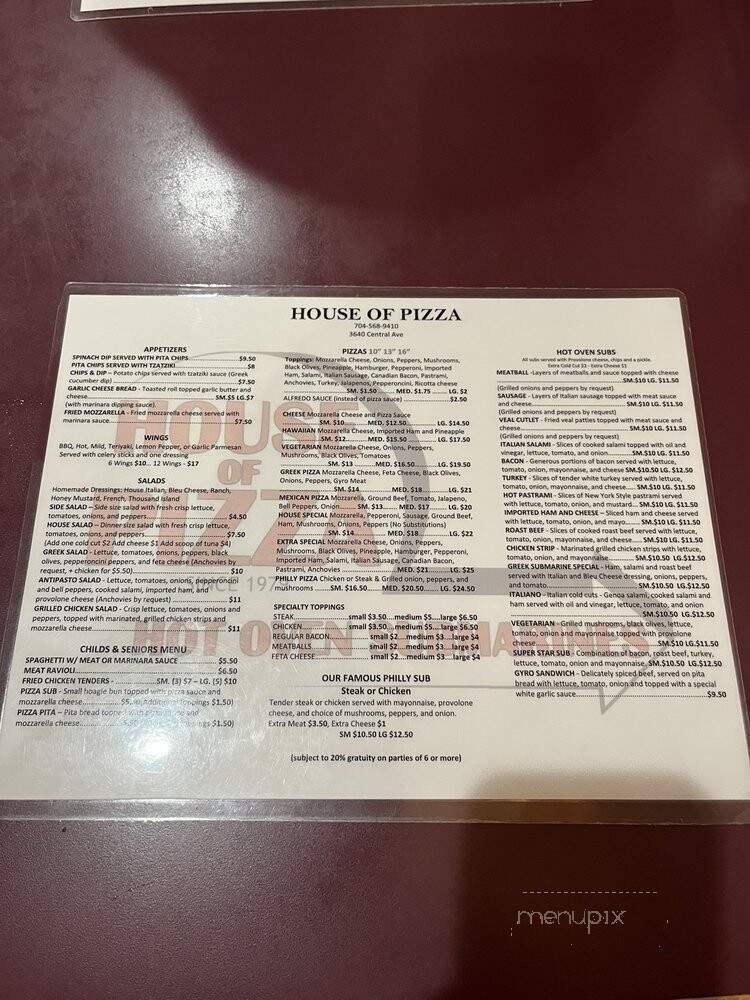 HOUSE OF PIZZA
704-568-9410
3640 Central Ave
APPETIZERS
SPINACH DIP SERVED WITH PITA CHIPS...$9.50
PITA CHIPS SERVED WITH TZATZIKI...$8
CHIPS & DIP – Potato chips served with tzatziki sauce (Greek
cucumber dip)...$7.50
GARLIC CHEESE BREAD - Toasted roll topped garlic butter and
cheese...SM.$5 LG.$7
(with marinara dipping sauce).
FRIED MOZZARELLA - Fried mozzarella cheese served with
marinara sauce...$7.50
WINGS
BBQ, Hot, Mild, Teriyaki, Lemon Pepper, or Garlic Parmesan
Served with celery sticks and one dressing
6 Wings $10... 12 Wings - $17
SALADS
Homemade Dressings: House Italian, Bleu Cheese, Ranch,
Honey Mustard, French, Thousand Island
SIDE SALAD – Side size salad with fresh crisp lettuce,
tomatoes, onions, and peppers...$4.50
HOUSE SALAD – Dinner size salad with fresh crisp lettuce,
tomatoes, onions, and peppers...$7.50
(Add one cold cut $2 Add cheese $1 Add scoop of tuna $4)
GREEK SALAD - Lettuce, tomatoes, onions, peppers, black
olives, pepperoncini peppers, and feta cheese (Anchovies by
request, + chicken for $5.50)...$10
ANTIPASTO SALAD - Lettuce, tomatoes, onions, pepperoni
and bell peppers, cooked salami, imported ham, and
provolone cheese (Anchovies by request)...$11
GRILLED CHICKEN SALAD - Crisp lettuce, tomatoes, onions and
peppers, topped with marinated, grilled chicken strips and
mozzarella cheese...$11
CHILDS & SENIORS MENU
SPAGHETTI W/ MEAT OR MARINARA SAUCE...$5.50
MEAT RAVIOLI...$6.50
FRIED CHICKEN TENDERS -...SM. (3) $7 – LG. (5) $10
PIZZA SUB - Small hoagie bun topped with pizza sauce and
mozzarella cheese...$5. (Additional toppings $1.50)
PIZZA PITA – Pita bread topped with pizza sauce and
mozzarella cheese...toppings $1.50)
PIZZAS 10" 13" 16"
Toppings: Mozzarella Cheese, Onions, Peppers, Mushrooms,
Black Olives, Pineapple, Hamburger, Pepperoni, Imported
Ham, Salami, Italian Sausage, Canadian Bacon, Pastrami,
Anchovies, Turkey, Jalapenos, Pepperoncini, Ricotta cheese
SM. $1.50...MED. $1.75...LG. $2
ALFREDO SAUCE (instead of pizza sauce)...$2.50
CHEESE Mozzarella Cheese and Pizza Sauce
SM. $10...MED. $12.50...LG. $14.50
HAWAIIAN Mozzarella Cheese, Imported Ham and Pineapple
SM. $12...MED. $15.50...LG. $17.50
VEGETARIAN Mozzarella Cheese, Onions, Peppers,
Mushrooms, Black Olives, Tomatoes
SM. $13...MED. $16.50...LG. $19.50
GREEK PIZZA Mozzarella Cheese, Feta Cheese, Black Olives,
Onions, Peppers, Gyro Meat
SM. $14...MED. $18...LG. $21
MEXICAN PIZZA Mozzarella, Ground Beef, Tomato, Jalapeno,
Bell Peppers, Onion...SM. $13...MED. $17...LG. $20
HOUSE SPECIAL Mozzarella, Pepperoni, Sausage, Ground Beef,
Ham, Mushrooms, Onions, Peppers (No Substitutions)
SM. $14...MED. $18...LG. $22
EXTRA SPECIAL Mozzarella Cheese, Onions, Peppers,
Mushrooms, Black Olives, Pineapple, Hamburger, Pepperoni,
Imported Ham, Salami, Italian Sausage, Canadian Bacon,
Pastrami, Anchovies...MED. $21...LG. $25
PHILLY PIZZA Chicken or Steak & Grilled onion, peppers, and
mushrooms...SM. $16.50...MED. $20.50...LG. $24.50
SPECIALTY TOPPINGS
STEAK...small $3.50...medium $5...large $6.50
CHICKEN...small $3.50...medium $5...large $6.50
REGULAR BACON...small $2...medium $3...large $4
MEATBALLS...small $2...medium $3...large $4
FETA CHEESE...small $2...medium $3...large $4
OUR FAMOUS PHILLY SUB
Steak or Chicken
Tender steak or chicken served with mayonnaise, provolone
cheese, and choice of mushrooms, peppers, and onion.
Extra Meat $3.50, Extra Cheese $1
SM $10.50 LG $12.50
(subject to 20% gratuity on parties of 6 or more)
HOT OVEN SUBS
All subs served with Provolone cheese, chips and a pickle.
Extra Cold Cut $2 - Extra Cheese $1
MEATBALL -Layers of meatballs and sauce topped with cheese
...SM.$10 LG. $11.50
(Grilled onions and peppers by request)
SAUSAGE - Layers of Italian sausage topped with meat sauce
and cheese...SM.$10 LG. $11.50
(Grilled onions and peppers by request)
VEAL CUTLET - Fried veal patties topped with meat sauce and
cheese...SM.$10 LG. $11.50
(Grilled onions and peppers by request)
ITALIAN SALAMI - Slices of cooked salami topped with oil and
vinegar, lettuce, tomato, and onion...SM.$10 LG. $11.50
BACON - Generous portions of bacon served with lettuce,
tomato, onion, mayonnaise, and cheese SM.$10.50 LG. $12.50
TURKEY - Slices of tender white turkey served with lettuce,
tomato, onion, mayonnaise, and cheese...SM.$10 LG. $11.50
HOT PASTRAMI - Slices of New York Style pastrami served
with lettuce, tomato, onion, and mustard...SM.$10 LG. $11.50
IMPORTED HAM AND CHEESE – Sliced ham and cheese served
with lettuce, tomato, onion, and mayo...SM.$10 LG. $11.50
ROAST BEEF - Slices of cooked roast beef served with lettuce,
tomato, onion, mayonnaise, and cheese...SM.$10 LG. $11.50
CHICKEN STRIP - Marinated grilled chicken strips with lettuce,
tomato, onion, and mayonnaise...SM.$10.50 LG.$12.50
GREEK SUBMARINE SPECIAL - Ham, salami and roast beef
served with Italian and Bleu Cheese dressing, onions, peppers,
and tomato...SM.$10.50 LG.$12.50
ITALIANO - Italian cold cuts - Genoa salami, cooked salami and
ham served with oil and vinegar, lettuce, tomato, and onion
...SM.$10.50 LG.$12.50
VEGETARIAN - Grilled mushrooms, black olives, lettuce,
tomato, onion and mayonnaise topped with provolone
cheese...SM.$10 LG.$11.50
SUPER STAR SUB - Combination of bacon, roast beef, turkey,
lettuce, tomato, onion, and mayonnaise. SM.$10.50 LG.$12.50
GYRO SANDWICH - Delicately spiced beef, served on pita
bread with lettuce, tomato, onion and topped with a special
white garlic sauce...$9.50
HOUSE
OF
PIZZA
SINCE 197
HOT OVEN SUBMARINES
menupix